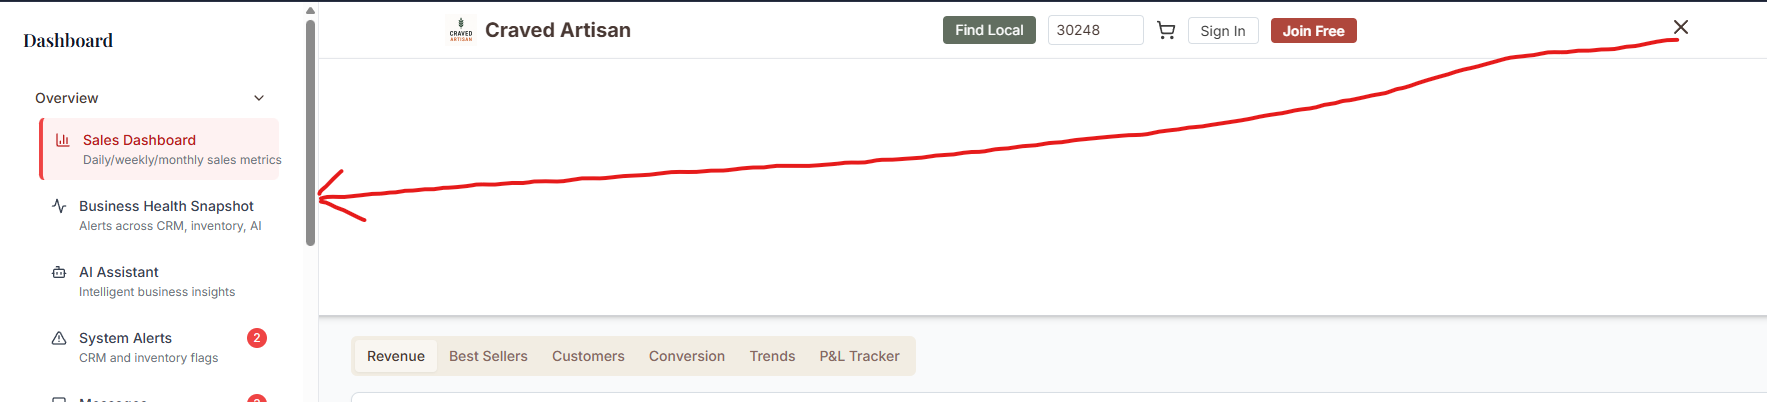 Dashboard
CRAVED
ARTISAN
Craved Artisan
Find Local
30248
Sign In
Join Free
Overview
Sales Dashboard
Daily/weekly/monthly sales metrics
Business Health Snapshot
Alerts across CRM, inventory, AI
AI Assistant
Intelligent business insights
System Alerts
2
CRM and inventory flags
Revenue
Best Sellers
Customers
Conversion
Trends
P&L Tracker